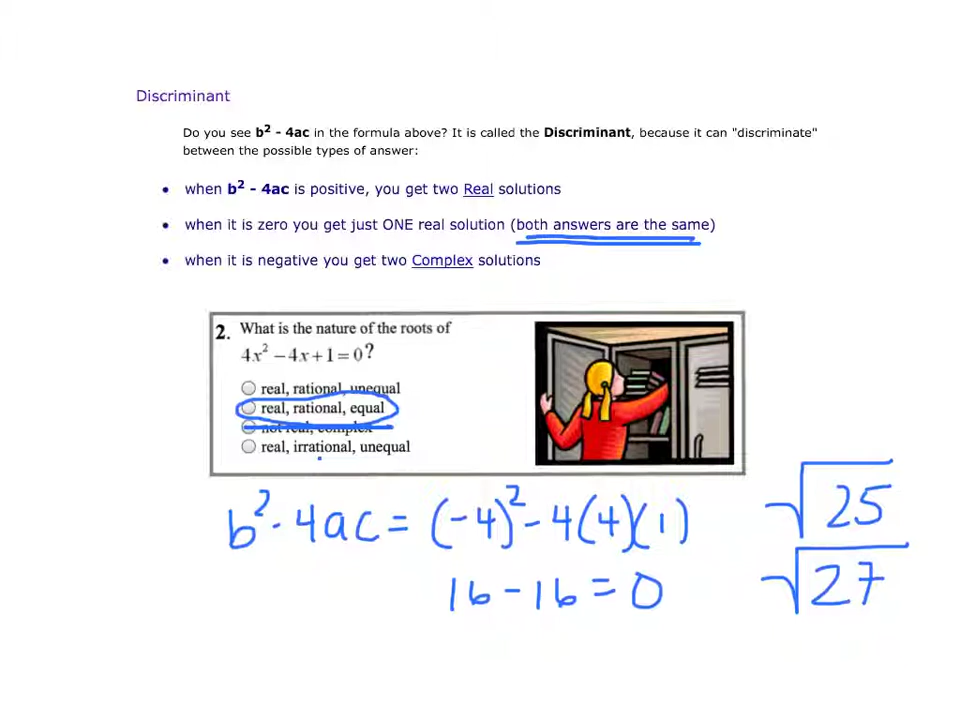 Discriminant
Do you see b² - 4ac in the formula above? It is called the Discriminant, because it can "discriminate"
between the possible types of answer:
• when b² - 4ac is positive, you get two Real solutions
• when it is zero you get just ONE real solution (both answers are the same)
• when it is negative you get two Complex solutions
2. What is the nature of the roots of
4x² − 4x + 1 = 0?
real, rational, unequal
real, rational, equal
not real, complex
real, irrational, unequal
b² - 4ac = (-4)² - 4(4)(1)
16 - 16 = 0
√25
√27